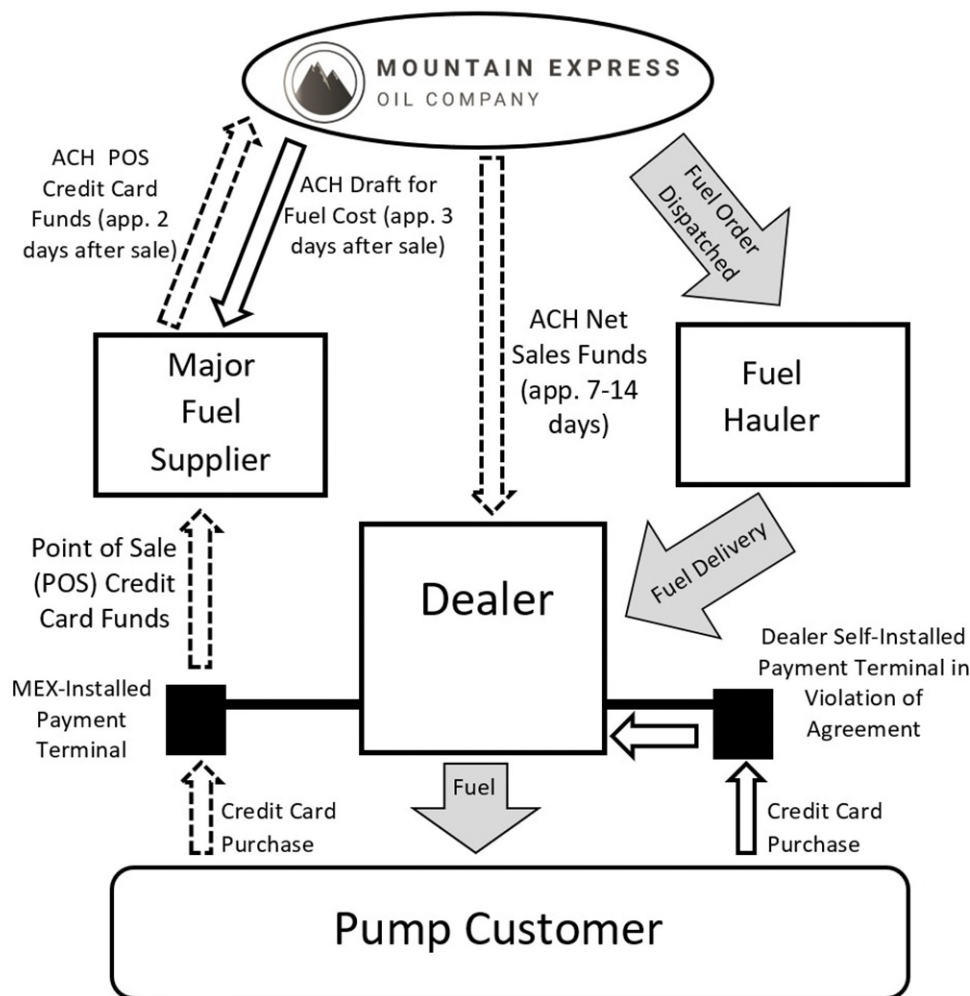 MOUNTAIN EXPRESS
OIL COMPANY
ACH POS
Credit Card
Funds (app. 2
days after sale)
ACH Draft for
Fuel Cost (app. 3
days after sale)
Fuel Order
Dispatched
ACH Net
Sales Funds
(app. 7-14
days)
Major
Fuel
Supplier
Fuel
Hauler
Point of Sale
(POS) Credit
Card Funds
Dealer
Fuel Delivery
Dealer Self-Installed
Payment Terminal in
Violation of
Agreement
MEX-Installed
Payment
Terminal
Fuel
Credit Card
Purchase
Credit Card
Purchase
Pump Customer